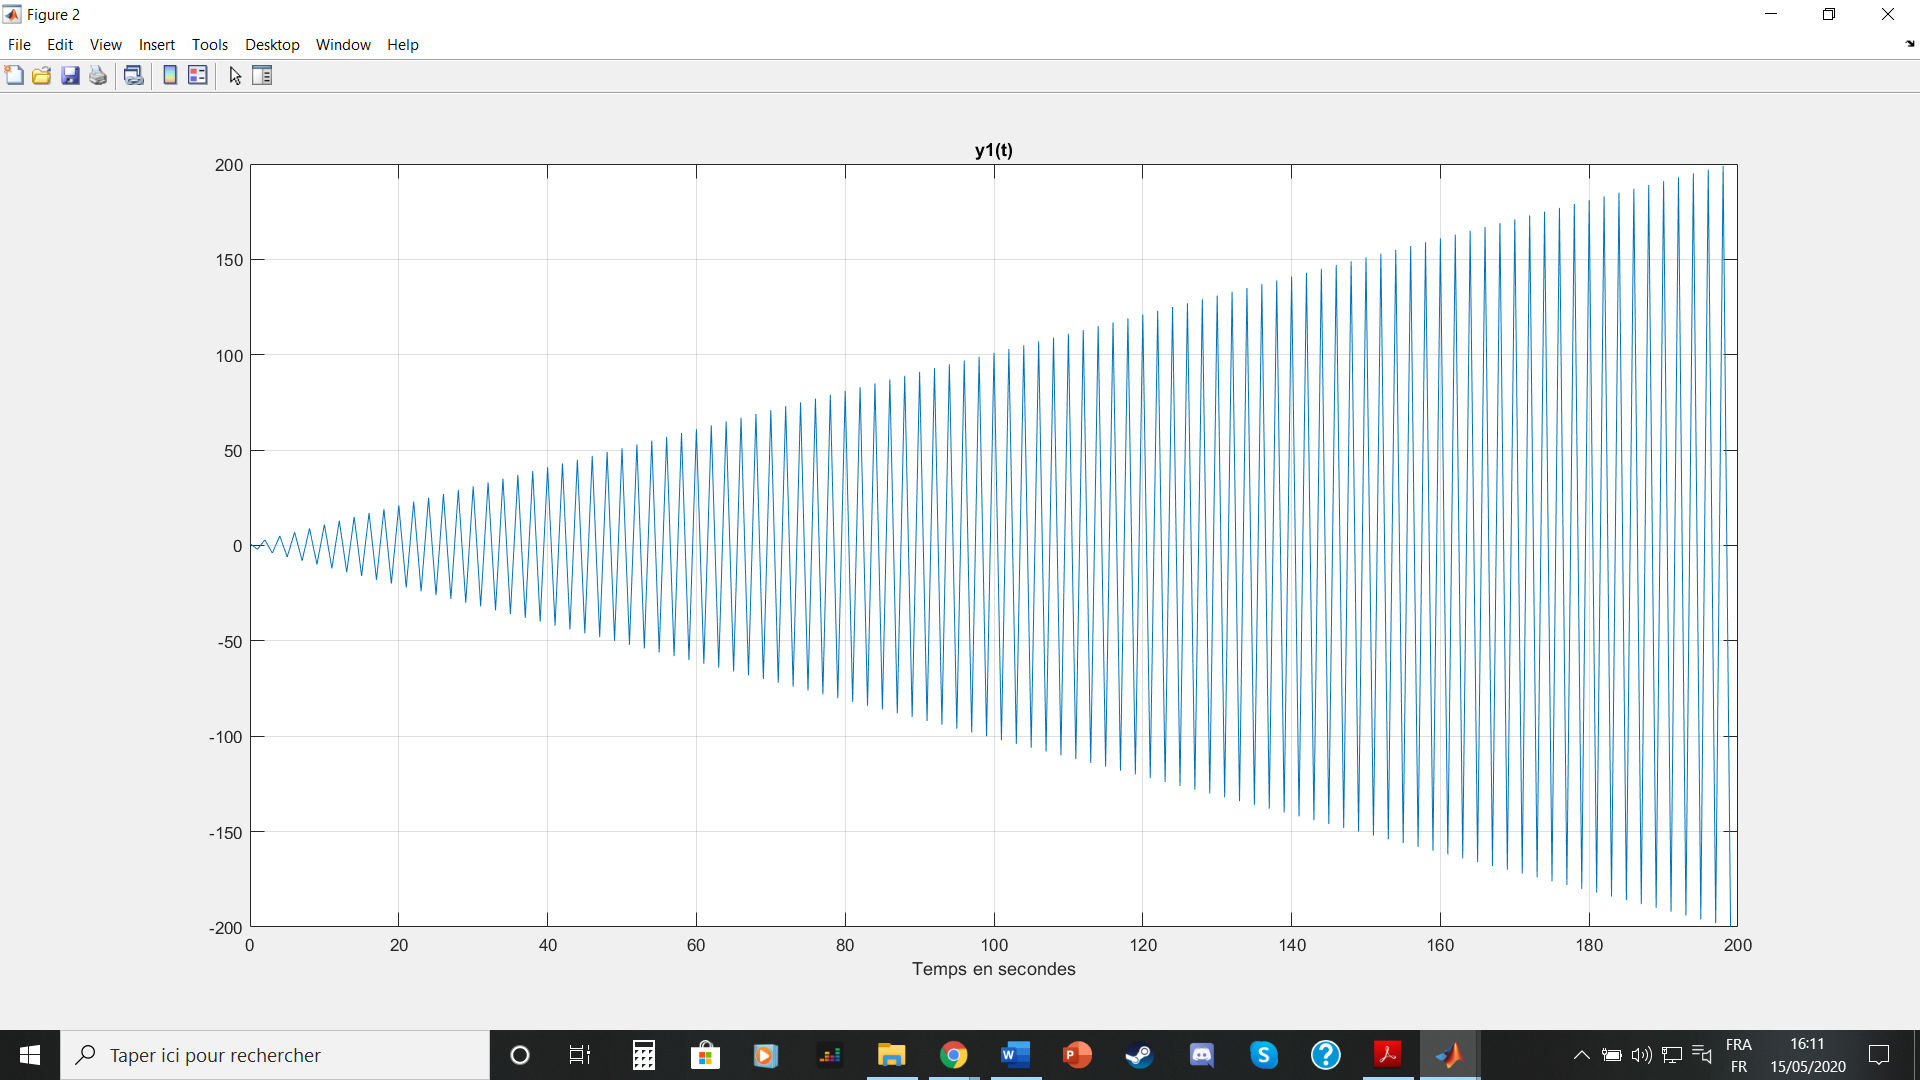 Figure 2
File Edit View Insert Tools Desktop Window Help
y1(t)
200
150
100
50
0
-50
-100
-150
-200
0 20 40 60 80 100 120 140 160 180 200
Temps en secondes
Taper ici pour rechercher
W
P
S
?
FRA
FR
16:11
15/05/2020